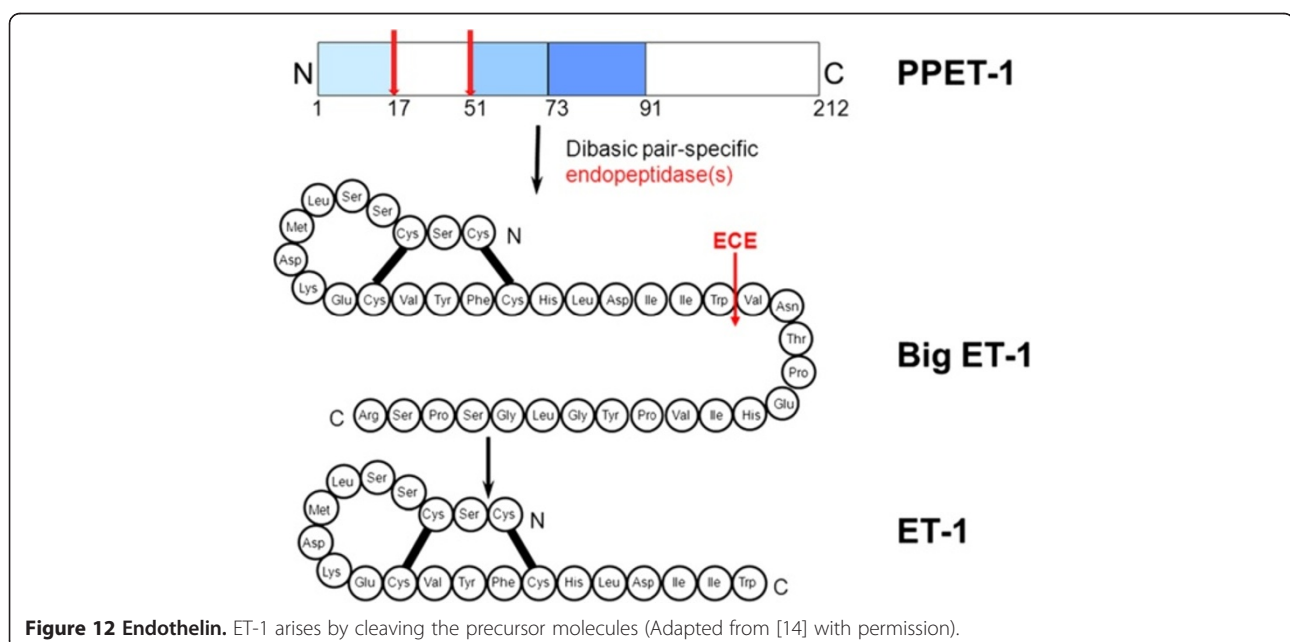 N C PPET-1
1 17 51 73 91 212
Dibasic pair-specific
endopeptidase(s)
Leu Ser Ser Met Asp Lys
Cys Ser Cys N
ECE
Glu Cys Val Tyr Phe Cys His Leu Asp Ile Ile Trp Val Asn
Thr
Pro
Big ET-1
Glu
C Arg Ser Pro Ser Gly Leu Gly Tyr Pro Val Ile His
Leu Ser Ser Met Asp Lys
Cys Ser Cys N
ET-1
Glu Cys Val Tyr Phe Cys His Leu Asp Ile Ile Trp C
Figure 12 Endothelin. ET-1 arises by cleaving the precursor molecules (Adapted from [14] with permission).